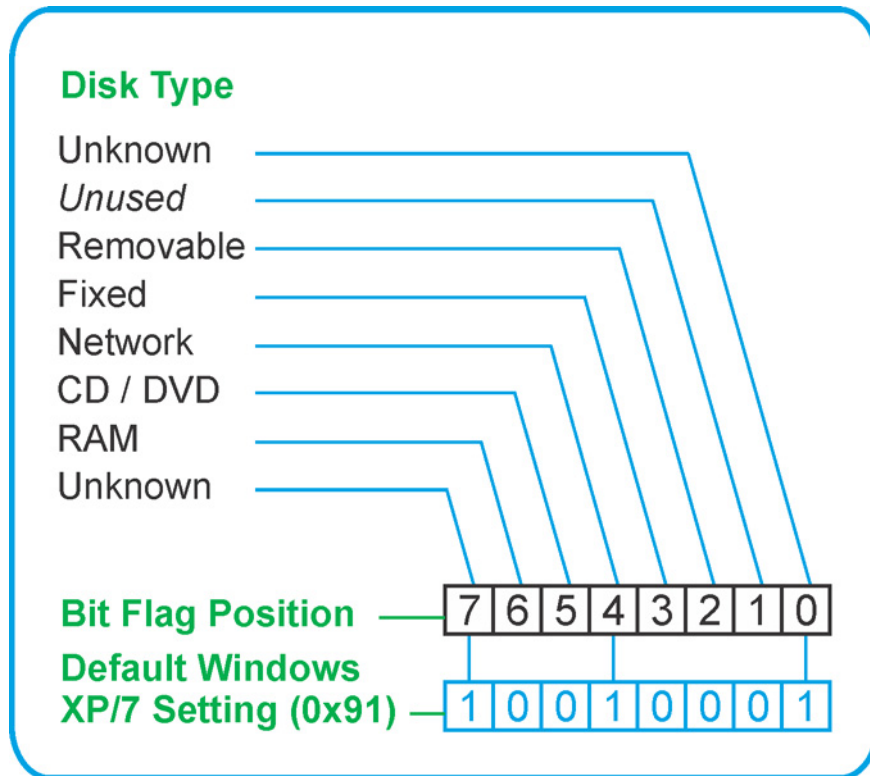 Disk Type
Unknown
Unused
Removable
Fixed
Network
CD / DVD
RAM
Unknown
Bit Flag Position
7 6 5 4 3 2 1 0
Default Windows
XP/7 Setting (0x91)
1 0 0 1 0 0 0 1